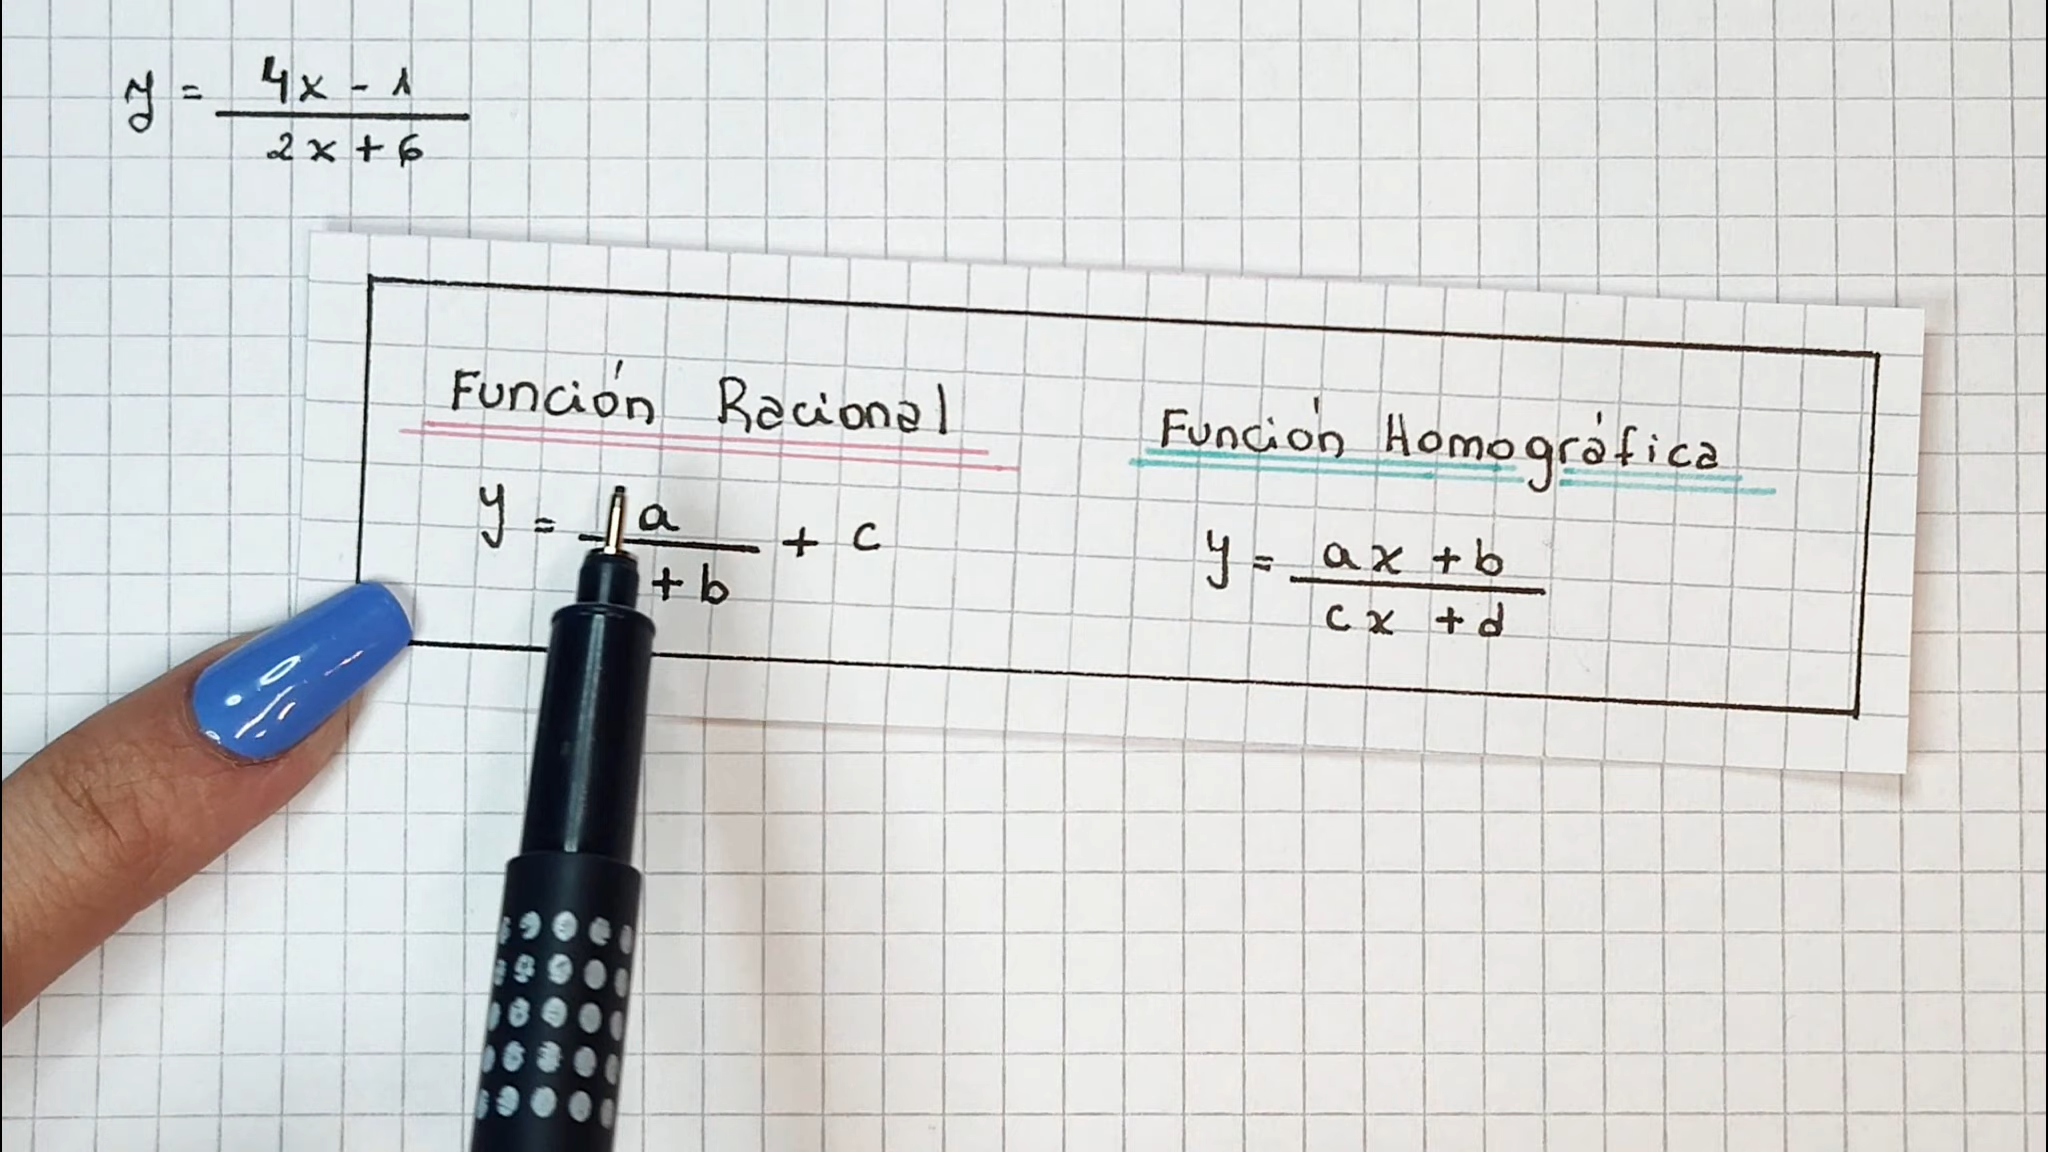 y = 4x - 1
2x + 6
Función Racional
y = a + c
+ b
Función Homográfica
y = ax + b
cx + d